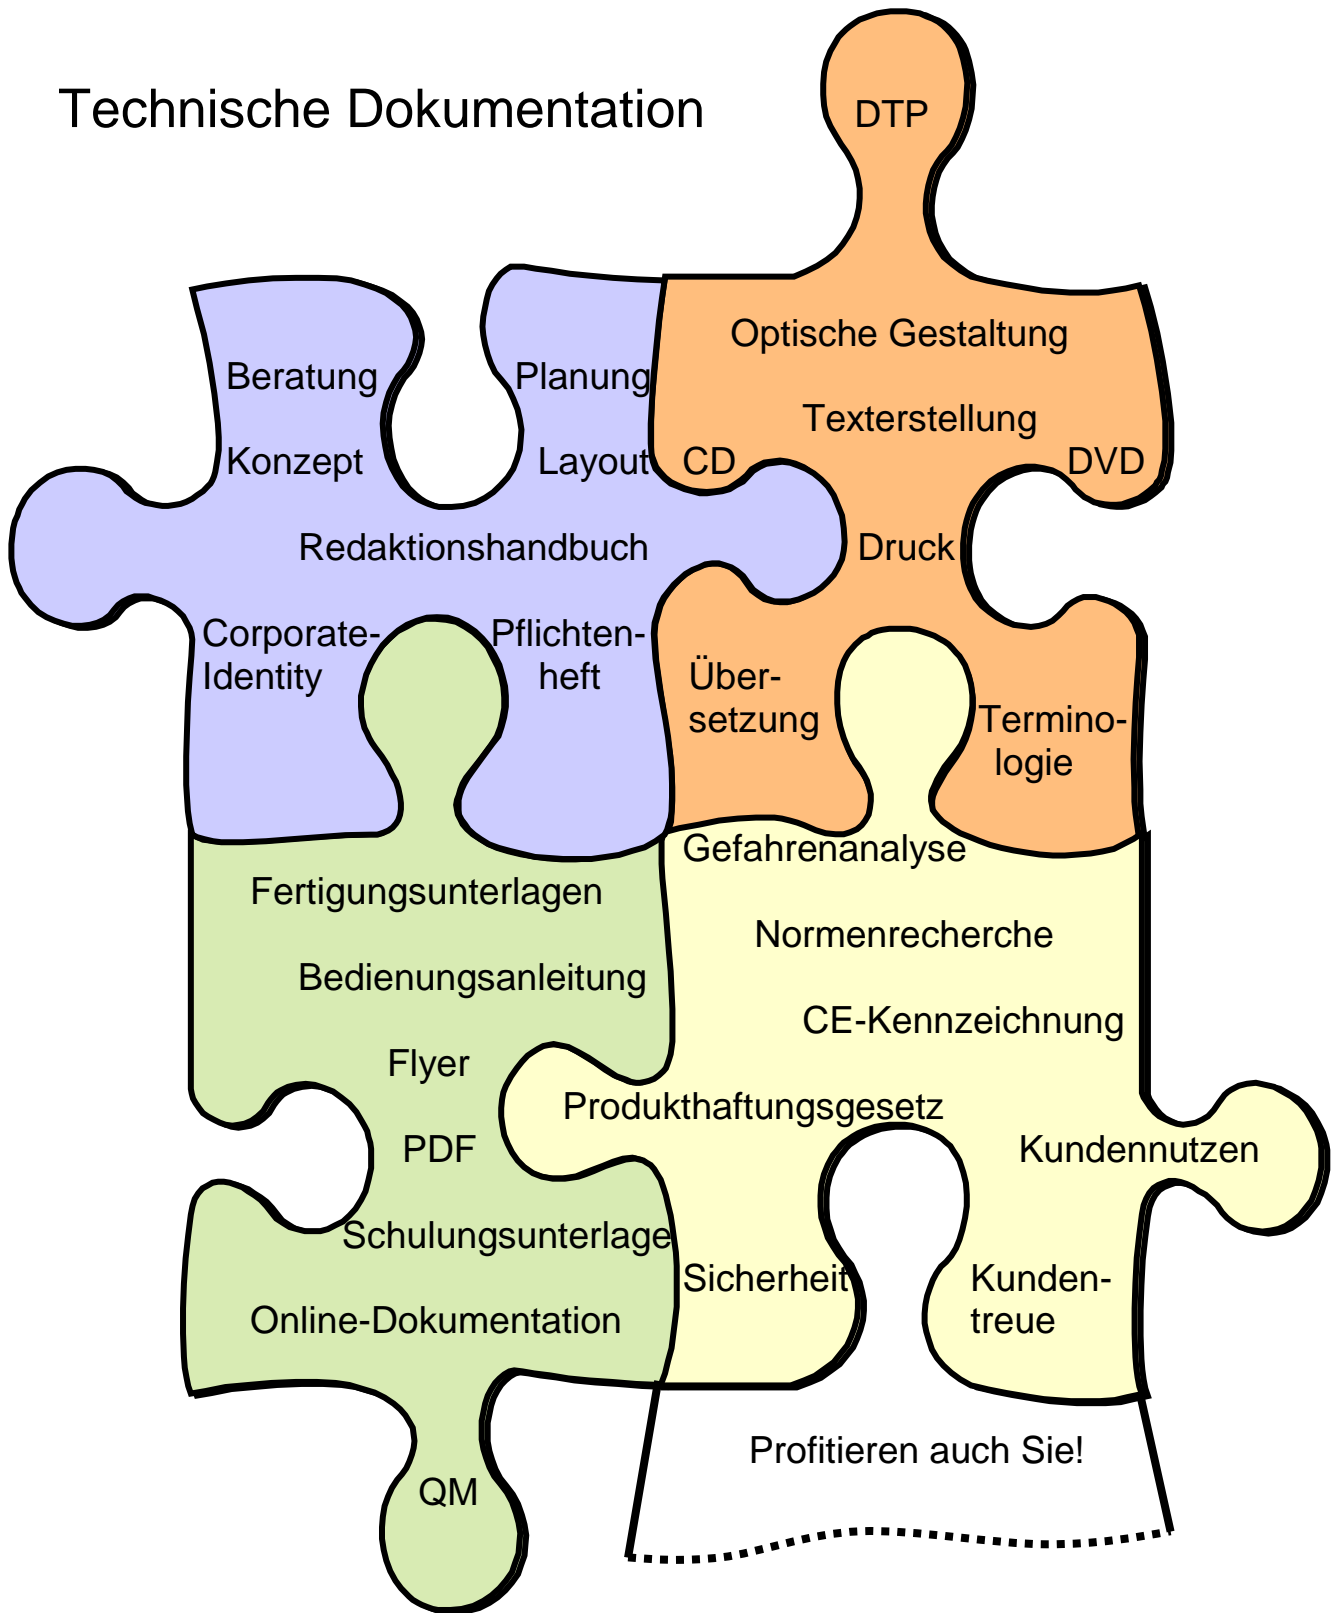 Technische Dokumentation
DTP
Beratung
Planung
Konzept
Layout
Redaktionshandbuch
Corporate-
Identity
Pflichten-
heft
Optische Gestaltung
Texterstellung
CD
DVD
Druck
Über-
setzung
Termino-
logie
Fertigungsunterlagen
Bedienungsanleitung
Flyer
PDF
Schulungsunterlage
Online-Dokumentation
QM
Gefahrenanalyse
Normenrecherche
CE-Kennzeichnung
Produkthaftungsgesetz
Kundennutzen
Sicherheit
Kunden-
treue
Profitieren auch Sie!